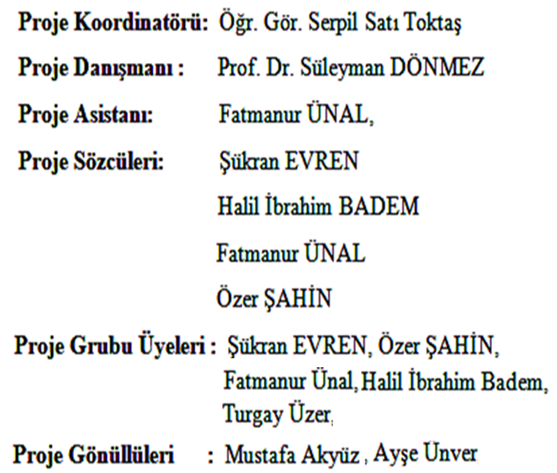 Proje Koordinatörü: Öğr. Gör. Serpil Satı Toktaş
Proje Danışmanı : Prof. Dr. Süleyman DÖNMEZ
Proje Asistanı: Fatmanur ÜNAL,
Proje Sözcüleri: Şükran EVREN
Halil İbrahim BADEM
Fatmanur ÜNAL
Özer ŞAHİN
Proje Grubu Üyeleri : Şükran EVREN, Özer ŞAHİN,
Fatmanur Ünal, Halil İbrahim Badem,
Turgay Üzer,
Proje Gönüllüleri : Mustafa Akyüz , Ayşe Unver